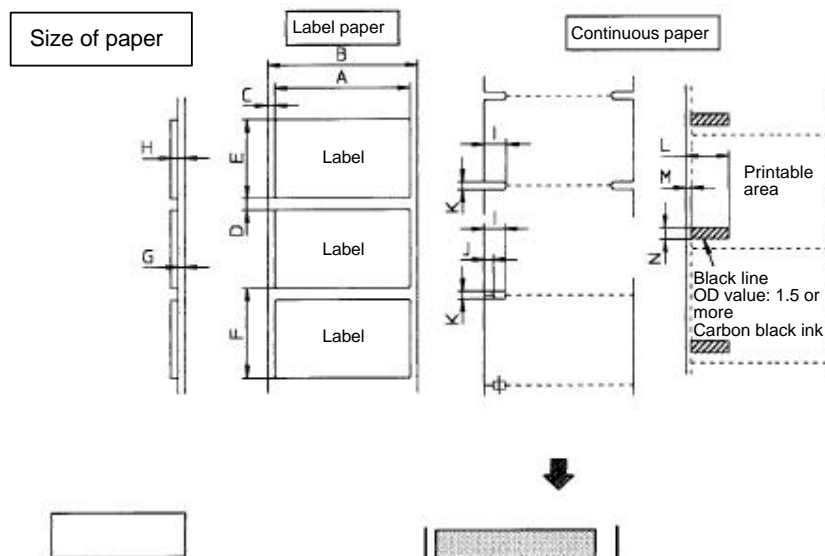 Size of paper
Label paper
Continuous paper
B
A
C
H
E
Label
D
G
Label
F
Label
I
K
I
J
K
L
M
Printable
area
N
Black line
OD value: 1.5 or
more
Carbon black ink